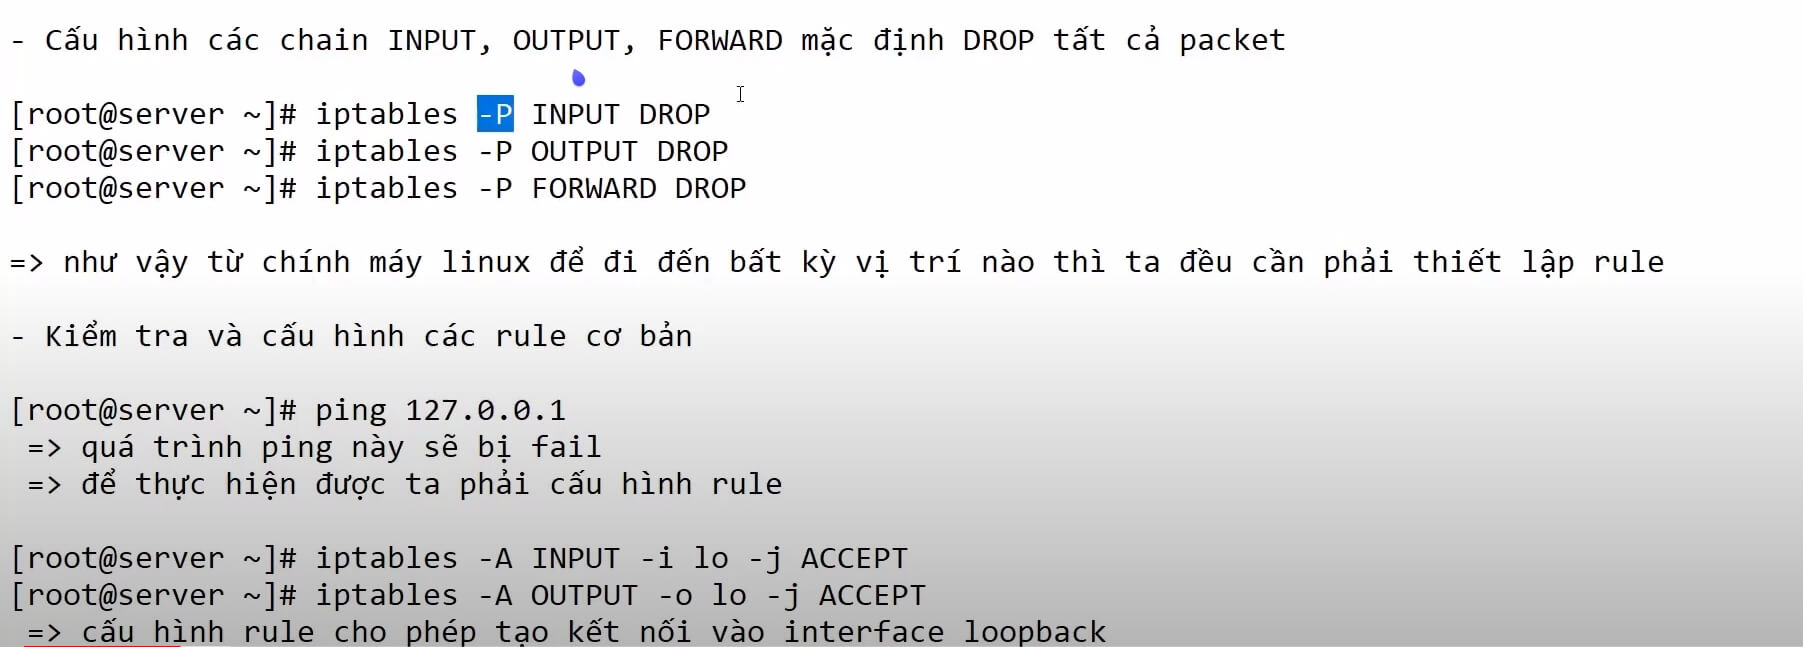 - Cấu hình các chain INPUT, OUTPUT, FORWARD mặc định DROP tất cả packet
[root@server ~]# iptables -P INPUT DROP
[root@server ~]# iptables -P OUTPUT DROP
[root@server ~]# iptables -P FORWARD DROP
=> như vậy từ chính máy linux để đi đến bất kỳ vị trí nào thì ta đều cần phải thiết lập rule
- Kiểm tra và cấu hình các rule cơ bản
[root@server ~]# ping 127.0.0.1
=> quá trình ping này sẽ bị fail
=> để thực hiện được ta phải cấu hình rule
[root@server ~]# iptables -A INPUT -i lo -j ACCEPT
[root@server ~]# iptables -A OUTPUT -o lo -j ACCEPT
=> cấu hình rule cho phép tạo kết nối vào interface loopback